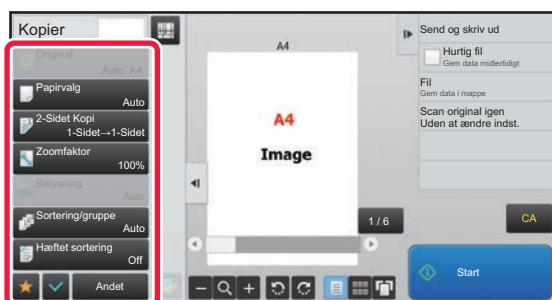 Kopier
Original
Auto A4
Papirvalg
Auto
2-Sidet Kopi
1-Sidet→1-Sidet
Zoomfaktor
100%
Belysning
Auto
Sortering/gruppe
Auto
Hæftet sortering
Off
Andet
A4
A4
Image
1 / 6
Send og skriv ud
Hurtig fil
Gem data midlertidigt
Fil
Gem data i mappe
Scan original igen
Uden at ændre indst.
CA
Start